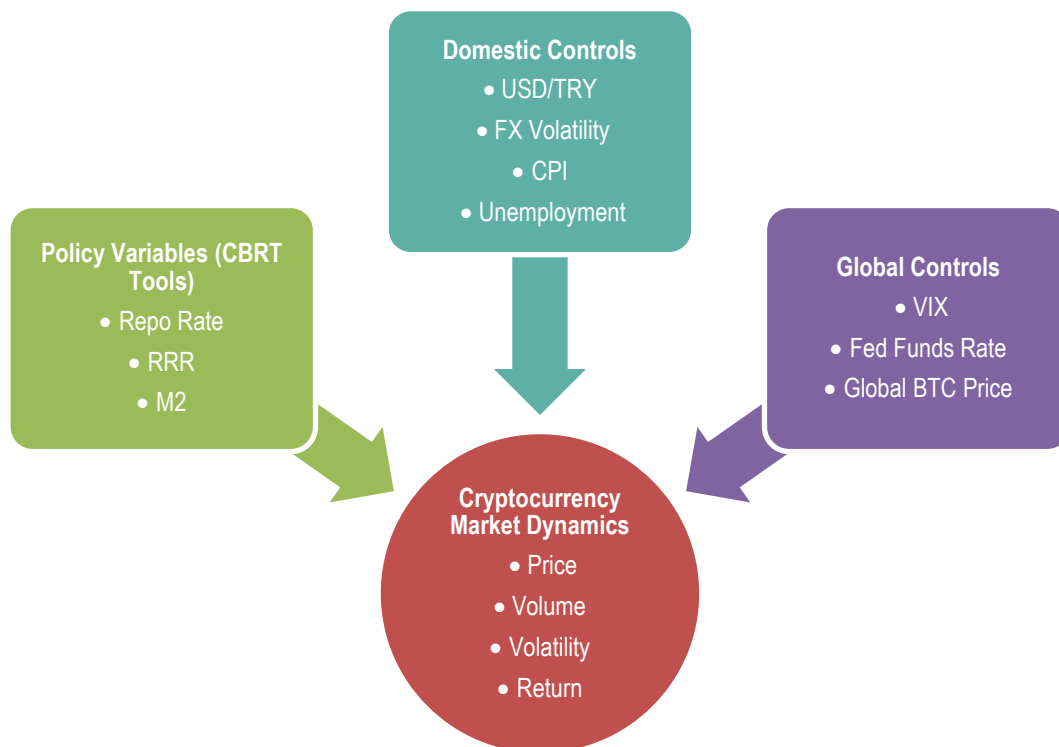 Domestic Controls
• USD/TRY
• FX Volatility
• CPI
• Unemployment
Policy Variables (CBRT
Tools)
• Repo Rate
• RRR
• M2
Global Controls
• VIX
• Fed Funds Rate
• Global BTC Price
Cryptocurrency
Market Dynamics
• Price
• Volume
• Volatility
• Return